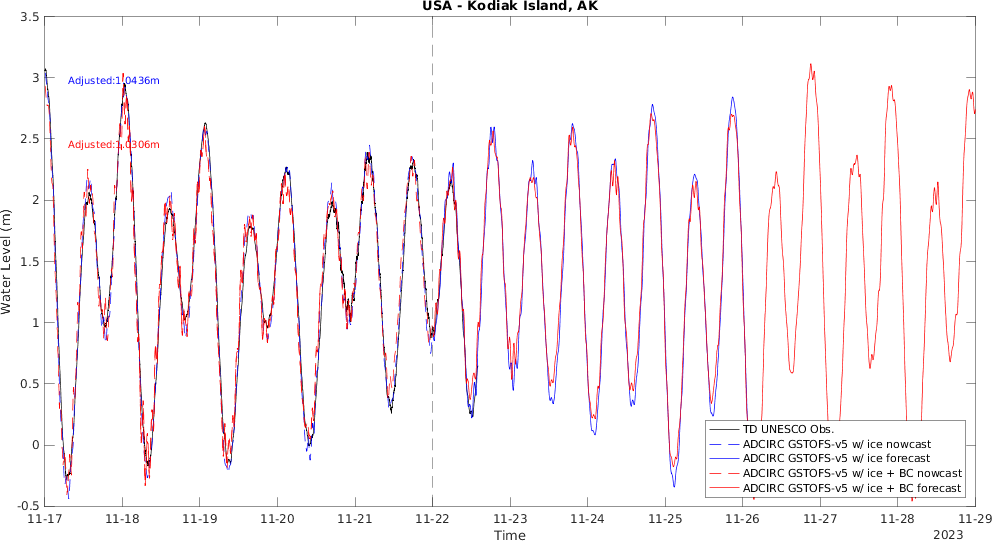 USA - Kodiak Island, AK
3.5
3
2.5
2
1.5
1
0.5
0
-0.5
Water Level (m)
Adjusted:1.0436m
Adjusted:1.0306m
TD UNESCO Obs.
ADCIRC GSTOFS-v5 w/ ice nowcast
ADCIRC GSTOFS-v5 w/ ice forecast
ADCIRC GSTOFS-v5 w/ ice + BC nowcast
ADCIRC GSTOFS-v5 w/ ice + BC forecast
11-17 11-18 11-19 11-20 11-21 11-22 11-23 11-24 11-25 11-26 11-27 11-28 11-29
Time
2023